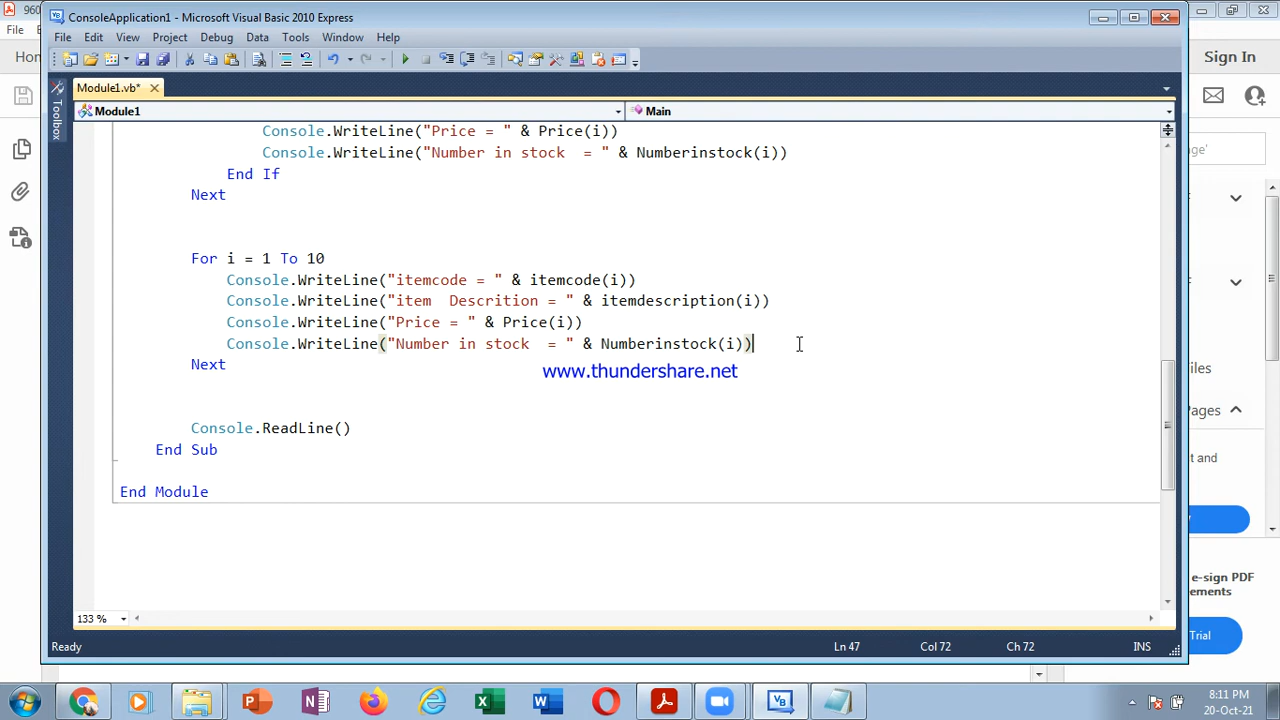 960
ConsoleApplication1 - Microsoft Visual Basic 2010 Express
File
File Edit View Project Debug Data Tools Window Help
Sign In
Module1.vb*
Toolbox
Module1
Main
Console.WriteLine("Price = " & Price(i))
Console.WriteLine("Number in stock  = " & Numberinstock(i))
age'
End If
Next
For i = 1 To 10
Console.WriteLine("itemcode = " & itemcode(i))
Console.WriteLine("item  Descrition = " & itemdescription(i))
Console.WriteLine("Price = " & Price(i))
Console.WriteLine("Number in stock  = " & Numberinstock(i))
Next
www.thundershare.net
Console.ReadLine()
End Sub
End Module
133 %
Ready
Ln 47
Col 72
Ch 72
INS
Trial
8:11 PM
20-Oct-21